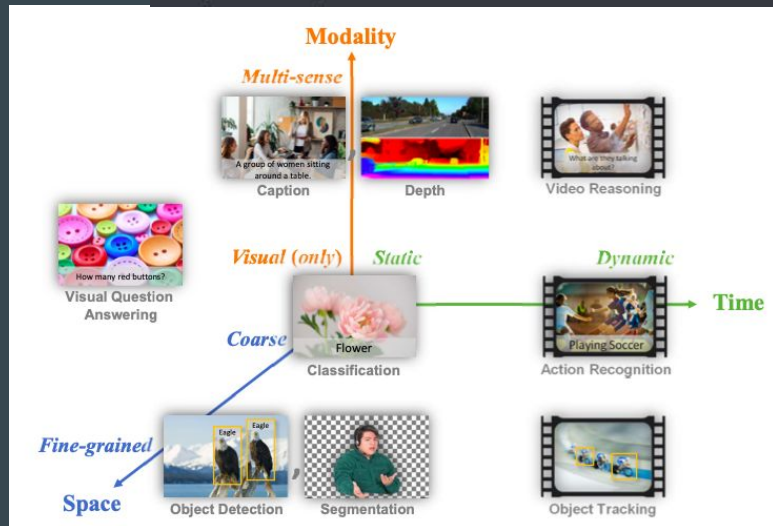 Modality
Multi-sense
A group of women sitting
around a table.
Caption
,
Depth
What are they talking
about?
Video Reasoning
How many red buttons?
Visual Question
Answering
Visual (only)
Static
Dynamic
Time
Flower
Classification
Playing Soccer
Action Recognition
Coarse
Fine-grained
Space
Eagle
Eagle
Object Detection
,
Segmentation
Object Tracking